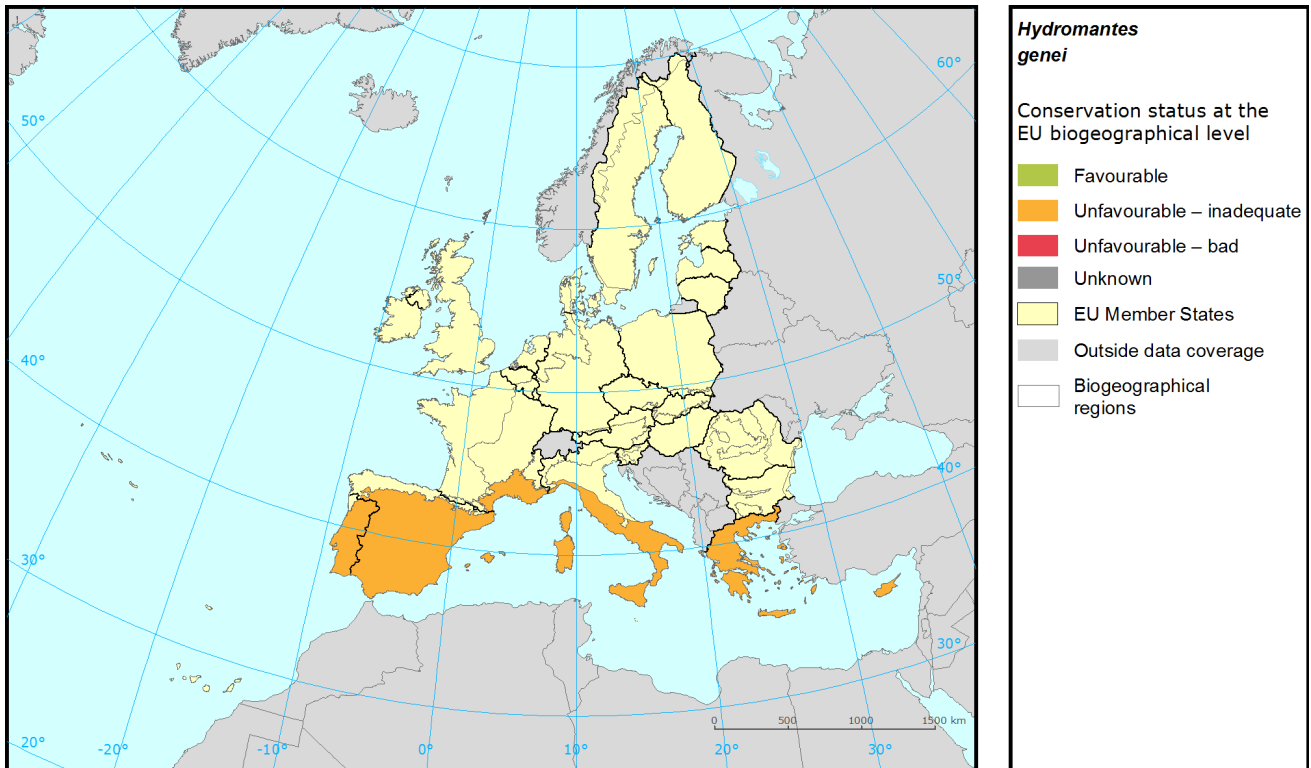 60°
50°
50°
40°
40°
30°
30°
20°
-20°
-10°
0°
10°
20°
30°
0 500 1000 1500 km
Hydromantes
genei
Conservation status at the
EU biogeographical level
Favourable
Unfavourable – inadequate
Unfavourable – bad
Unknown
EU Member States
Outside data coverage
Biogeographical
regions